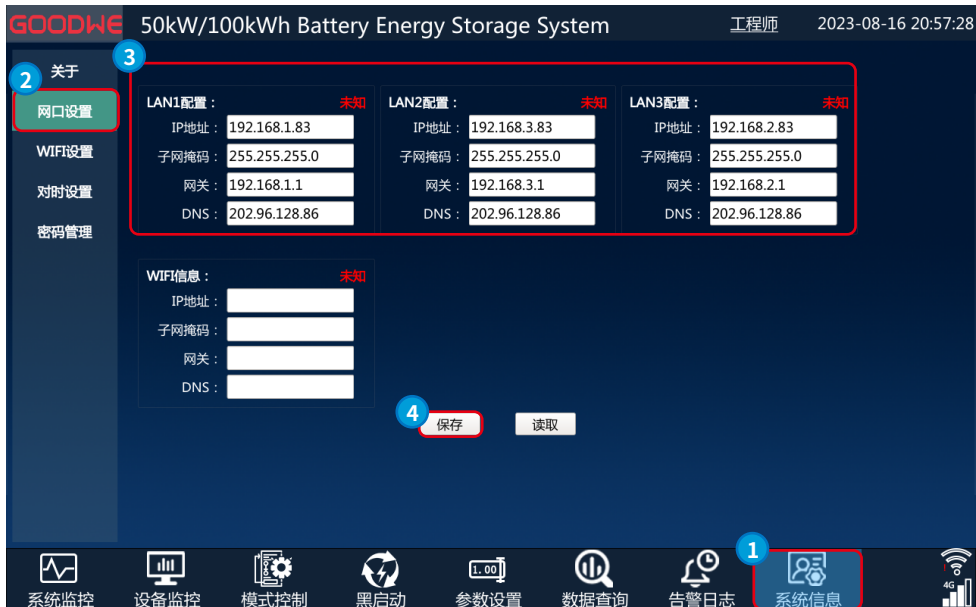 GOODWE 50kW/100kWh Battery Energy Storage System 工程师 2023-08-16 20:57:28
3
关于
2
网口设置
WIFI设置
对时设置
密码管理
LAN1配置： 未知
IP地址： 192.168.1.83
子网掩码： 255.255.255.0
网关： 192.168.1.1
DNS： 202.96.128.86
LAN2配置： 未知
IP地址： 192.168.3.83
子网掩码： 255.255.255.0
网关： 192.168.3.1
DNS： 202.96.128.86
LAN3配置： 未知
IP地址： 192.168.2.83
子网掩码： 255.255.255.0
网关： 192.168.2.1
DNS： 202.96.128.86
WIFI信息： 未知
IP地址：
子网掩码：
网关：
DNS：
4
保存 读取
1
1.00
4G
系统监控 设备监控 模式控制 黑启动 参数设置 数据查询 告警日志 系统信息